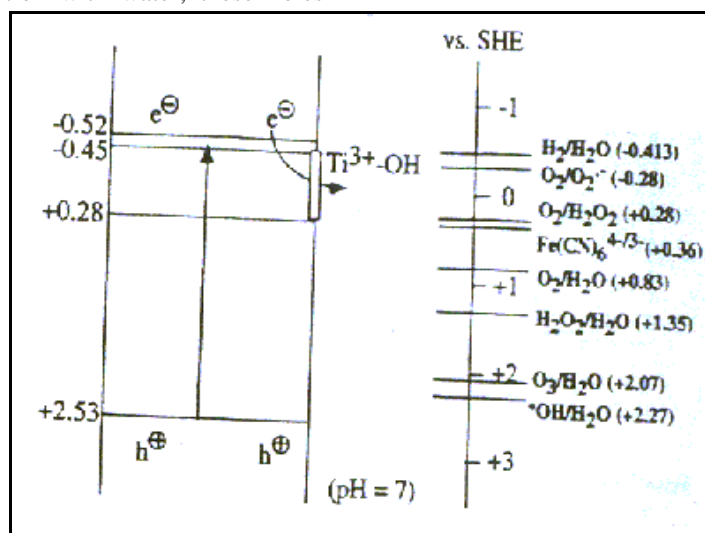 vs. SHE
-1
0
+1
+2
+3
-0.52
-0.45
+0.28
+2.53
e⊖
e⊖
Ti³⁺-OH
h⊕
h⊕
(pH = 7)
H₂/H₂O (-0.413)
O₂/O₂·⁻ (-0.28)
O₂/H₂O₂ (+0.28)
Fe(CN)₆⁴⁻/³⁻ (+0.36)
O₂/H₂O (+0.83)
H₂O₂/H₂O (+1.35)
O₃/H₂O (+2.07)
•OH/H₂O (+2.27)